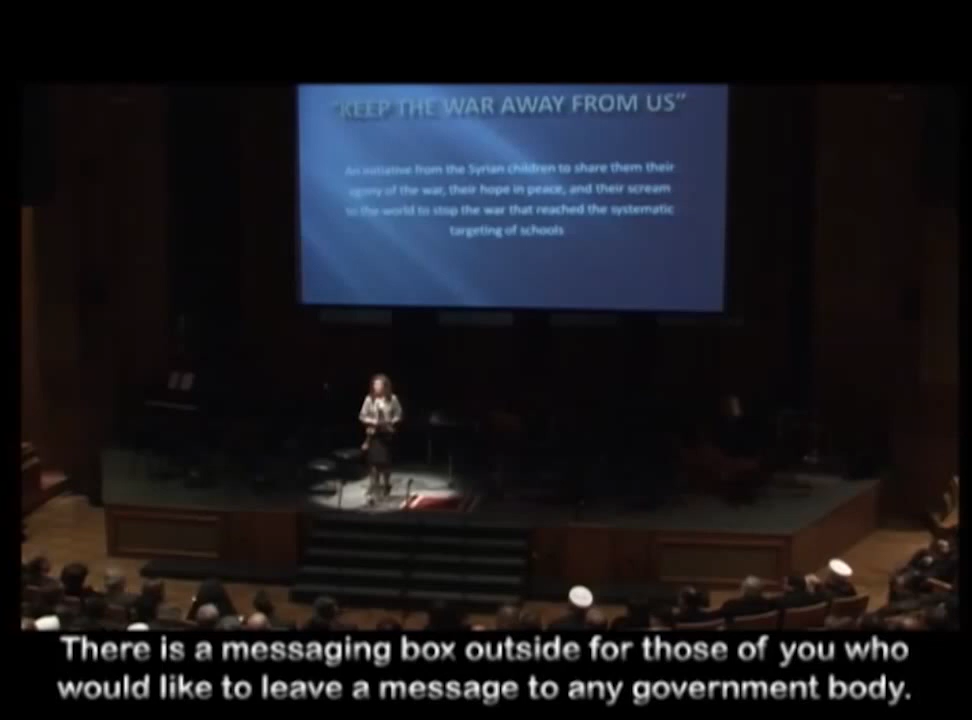 "KEEP THE WAR AWAY FROM US"
An initiative from the Syrian children to share them their
agony of the war, their hope in peace, and their scream
to the world to stop the war that reached the systematic
targeting of schools
There is a messaging box outside for those of you who
would like to leave a message to any government body.